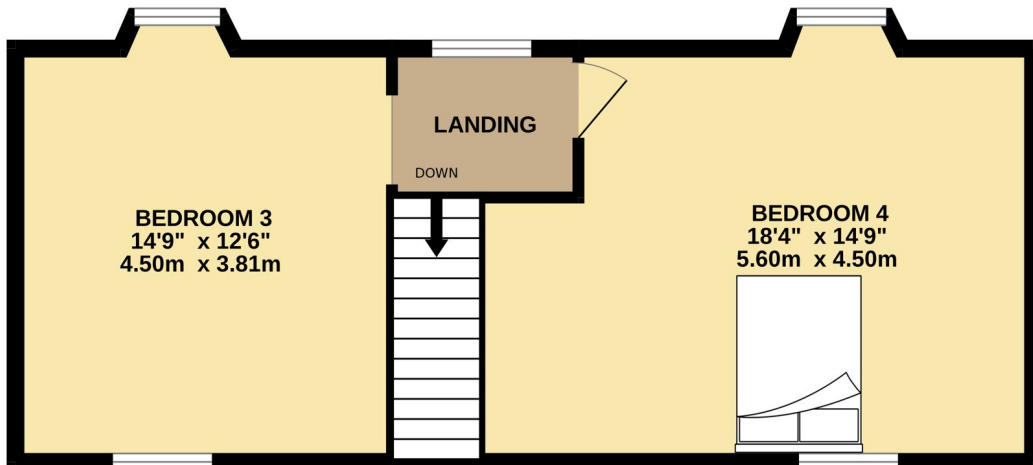 LANDING
DOWN
BEDROOM 3
14'9" x 12'6"
4.50m x 3.81m
BEDROOM 4
18'4" x 14'9"
5.60m x 4.50m